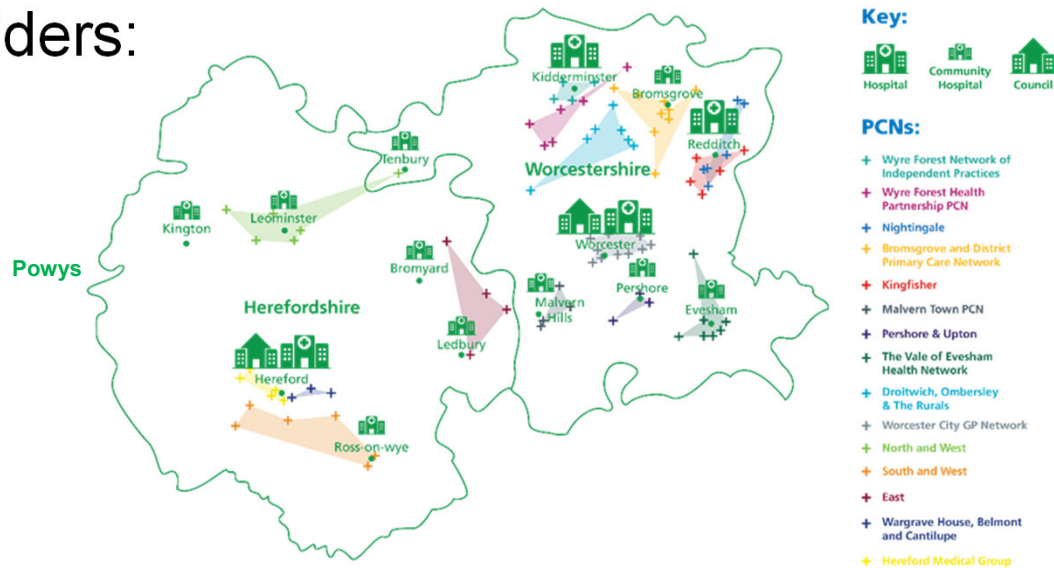 ders:
Kidderminster
Bromsgrove
Redditch
Tenbury
Worcestershire
Leominster
Kington
Worcester
Bromyard
Powys
Pershore
Malvern
Hills
Evesham
Herefordshire
Ledbury
Hereford
Ross-on-wye
Key:
Hospital
Community
Hospital
Council
PCNs:
Wyre Forest Network of
Independent Practices
Wyre Forest Health
Partnership PCN
Nightingale
Bromsgrove and District
Primary Care Network
Kingfisher
Malvern Town PCN
Pershore & Upton
The Vale of Evesham
Health Network
Droitwich, Ombersley
& The Rurals
Worcester City GP Network
North and West
South and West
East
Wargrave House, Belmont
and Cantilupe
Hereford Medical Group